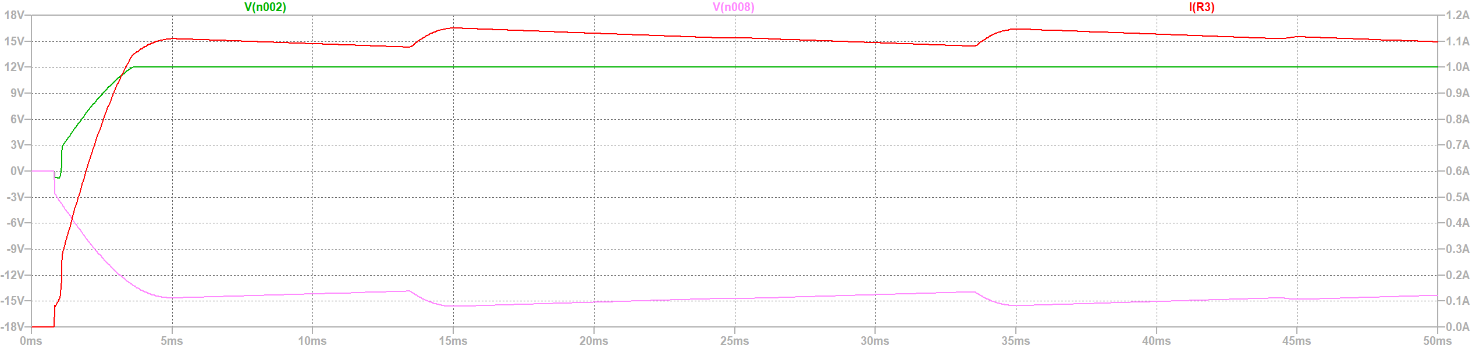 V(n002) V(n008) I(R3)
18V 1.2A
15V 1.1A
12V 1.0A
9V 0.9A
6V 0.8A
3V 0.7A
0V 0.6A
-3V 0.5A
-6V 0.4A
-9V 0.3A
-12V 0.2A
-15V 0.1A
-18V 0.0A
0ms 5ms 10ms 15ms 20ms 25ms 30ms 35ms 40ms 45ms 50ms